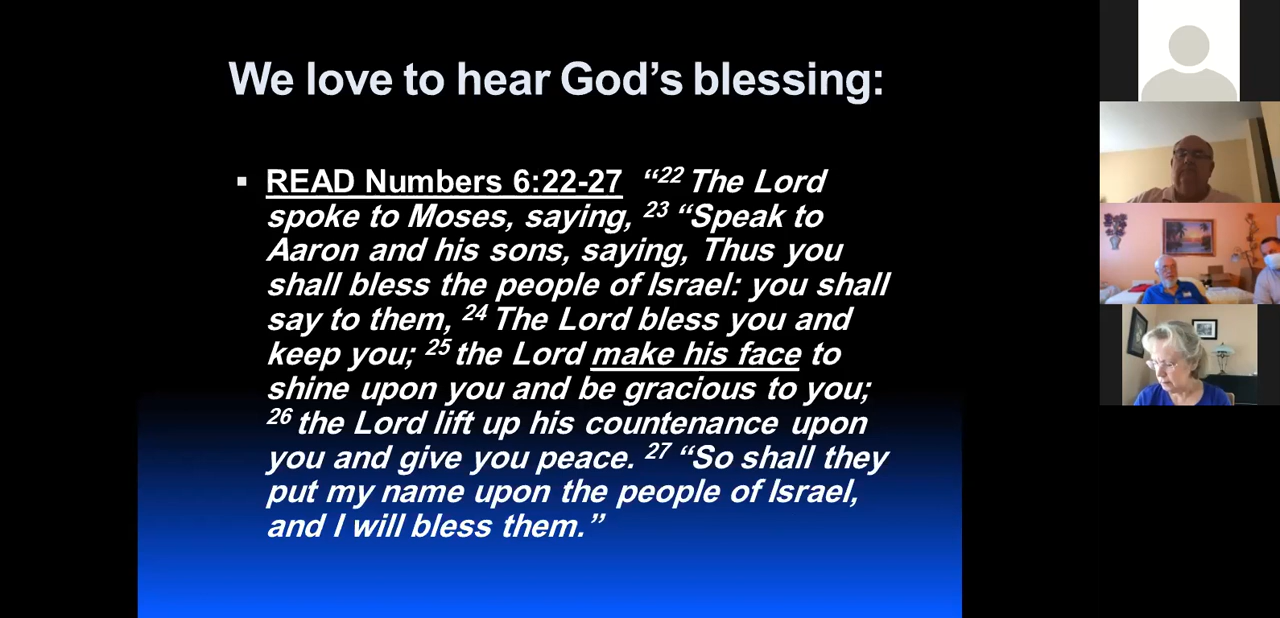 We love to hear God’s blessing:
▪ READ Numbers 6:22-27 “22 The Lord
spoke to Moses, saying, 23 “Speak to
Aaron and his sons, saying, Thus you
shall bless the people of Israel: you shall
say to them, 24 The Lord bless you and
keep you; 25 the Lord make his face to
shine upon you and be gracious to you;
26 the Lord lift up his countenance upon
you and give you peace. 27 “So shall they
put my name upon the people of Israel,
and I will bless them.”